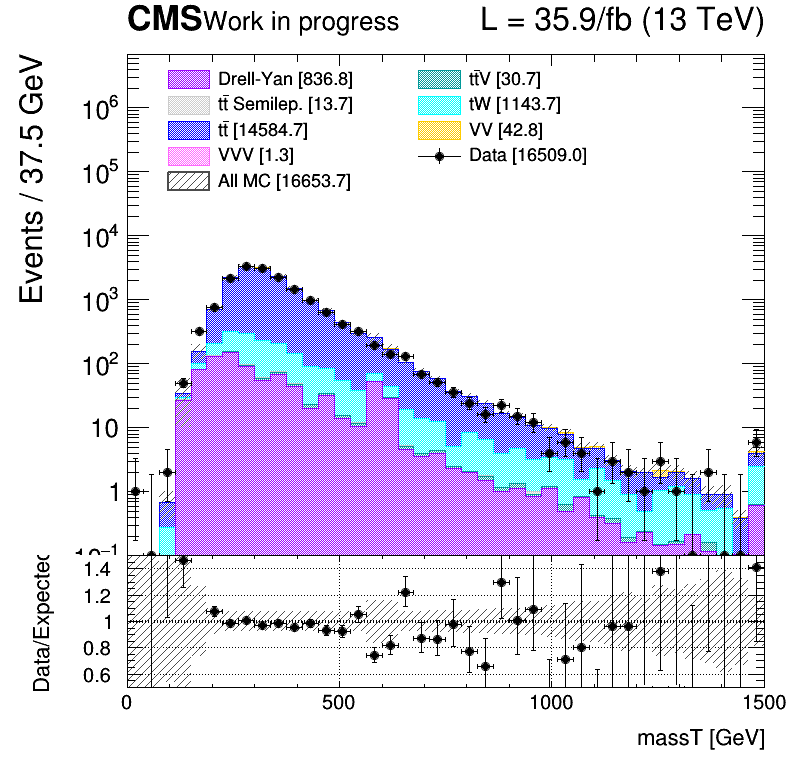 CMS Work in progress L = 35.9/fb (13 TeV)
Drell-Yan [836.8]
tt̄ Semilep. [13.7]
tt̄ [14584.7]
VVV [1.3]
All MC [16653.7]
tt̄V [30.7]
tW [1143.7]
VV [42.8]
Data [16509.0]
Events / 37.5 GeV
10⁶
10⁵
10⁴
10³
10²
10
1
10⁻¹
Data/Expected
1.4
1.2
1
0.8
0.6
0 500 1000 1500
massT [GeV]